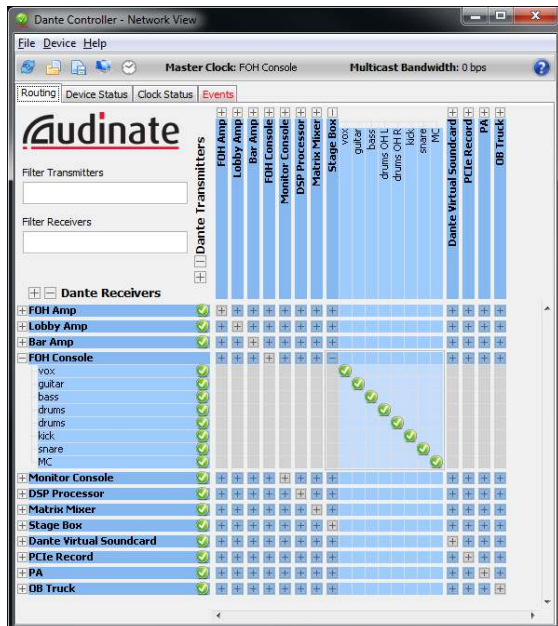 Dante Controller - Network View
File Device Help
Master Clock: FOH Console
Multicast Bandwidth: 0 bps
Routing
Device Status
Clock Status
Events
Audinate
Filter Transmitters
Filter Receivers
Dante Transmitters
FOH Amp
Lobby Amp
Bar Amp
FOH Console
Monitor Console
DSP Processor
Matrix Mixer
Stage Box
vox
guitar
bass
drums OH L
drums OH R
kick
snare
MC
Dante Virtual Soundcard
PCIe Record
PA
OB Truck
Dante Receivers
FOH Amp
Lobby Amp
Bar Amp
FOH Console
vox
guitar
bass
drums
drums
kick
snare
MC
Monitor Console
DSP Processor
Matrix Mixer
Stage Box
Dante Virtual Soundcard
PCIe Record
PA
OB Truck